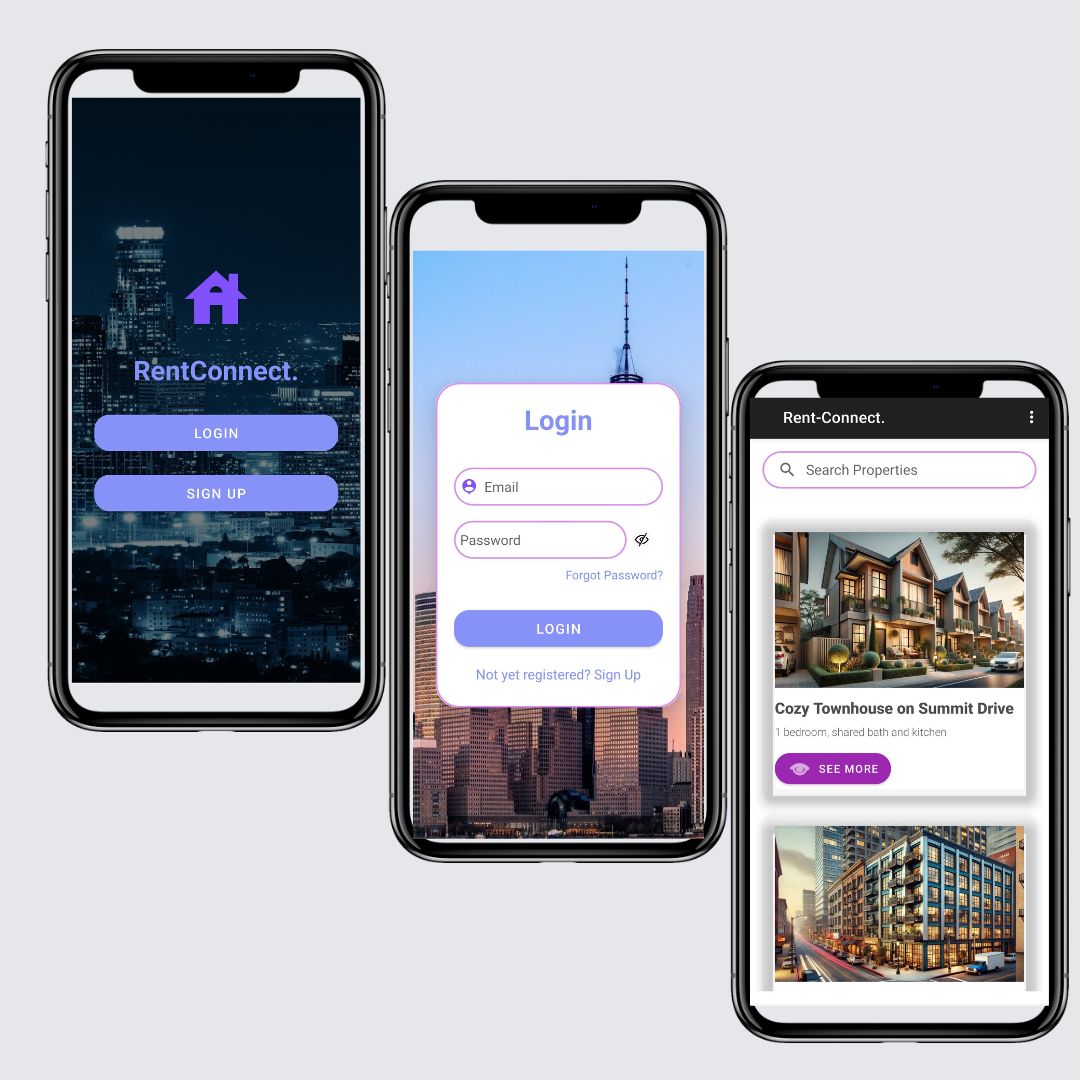 RentConnect.
LOGIN
SIGN UP
Login
Email
Password
Forgot Password?
LOGIN
Not yet registered? Sign Up
Rent-Connect.
Search Properties
Cozy Townhouse on Summit Drive
1 bedroom, shared bath and kitchen
SEE MORE